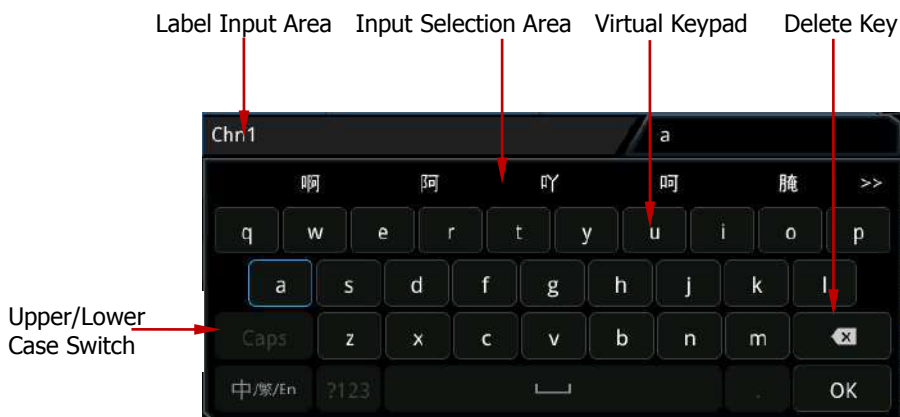 Label Input Area Input Selection Area Virtual Keypad Delete Key
Chn1 a
啊 阿 吖 呵 腌 >>
q w e r t y u i o p
a s d f g h j k l
Upper/Lower
Case Switch
Caps z x c v b n m
中/繁/En ?123 . OK